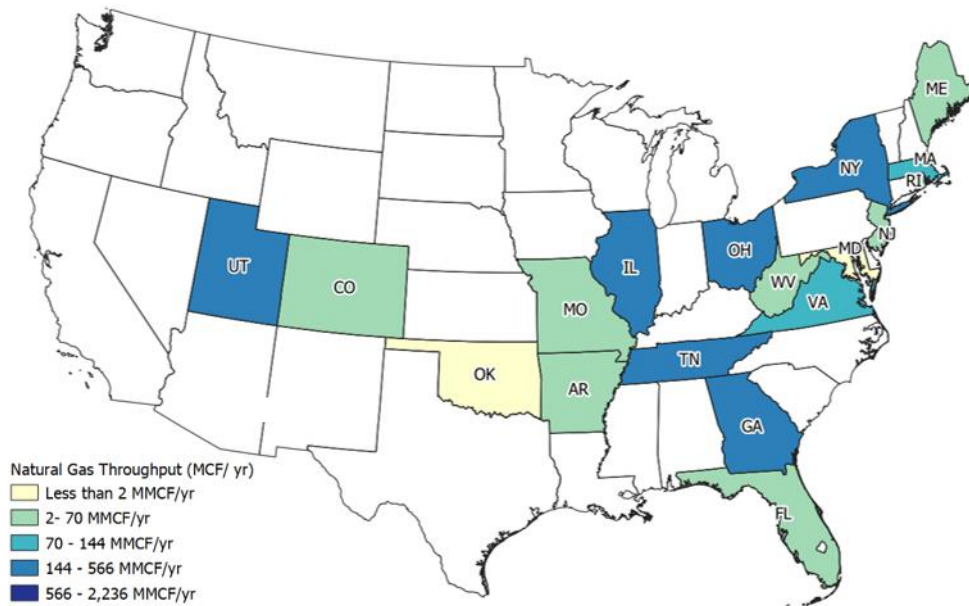 ME
NY
MA
RI
NJ
MD
OH
IL
UT
CO
WV
VA
MO
TN
OK
AR
GA
FL
Natural Gas Throughput (MCF/ yr)
Less than 2 MMCF/yr
2- 70 MMCF/yr
70 - 144 MMCF/yr
144 - 566 MMCF/yr
566 - 2,236 MMCF/yr